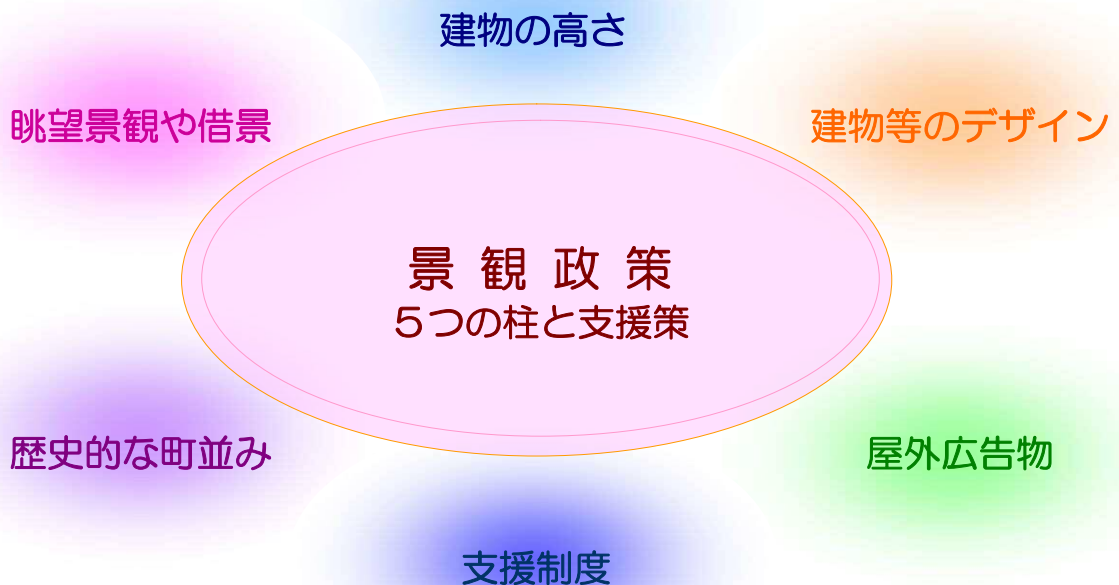 建物の高さ
眺望景観や借景
建物等のデザイン
景観政策
５つの柱と支援策
歴史的な町並み
屋外広告物
支援制度